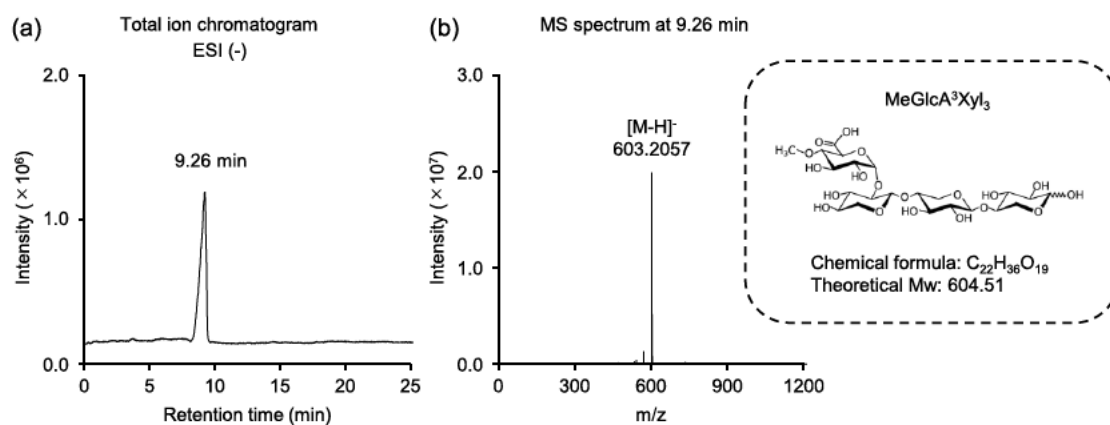 (a)
Total ion chromatogram
ESI (-)
2.0
1.0
0.0
Intensity (×10⁶)
9.26 min
0
5
10
15
20
25
Retention time (min)
(b)
MS spectrum at 9.26 min
3.0
2.0
1.0
0.0
Intensity (×10⁷)
[M-H]⁻
603.2057
0
300
600
900
1200
m/z
MeGlcA³Xyl₃
O
OH
H₃C
O
O
HO
HO
O
HO
O
HO
O
O
O
HO
OH
O
HO
OH
OH
O
Chemical formula: C₂₂H₃₆O₁₉
Theoretical Mw: 604.51